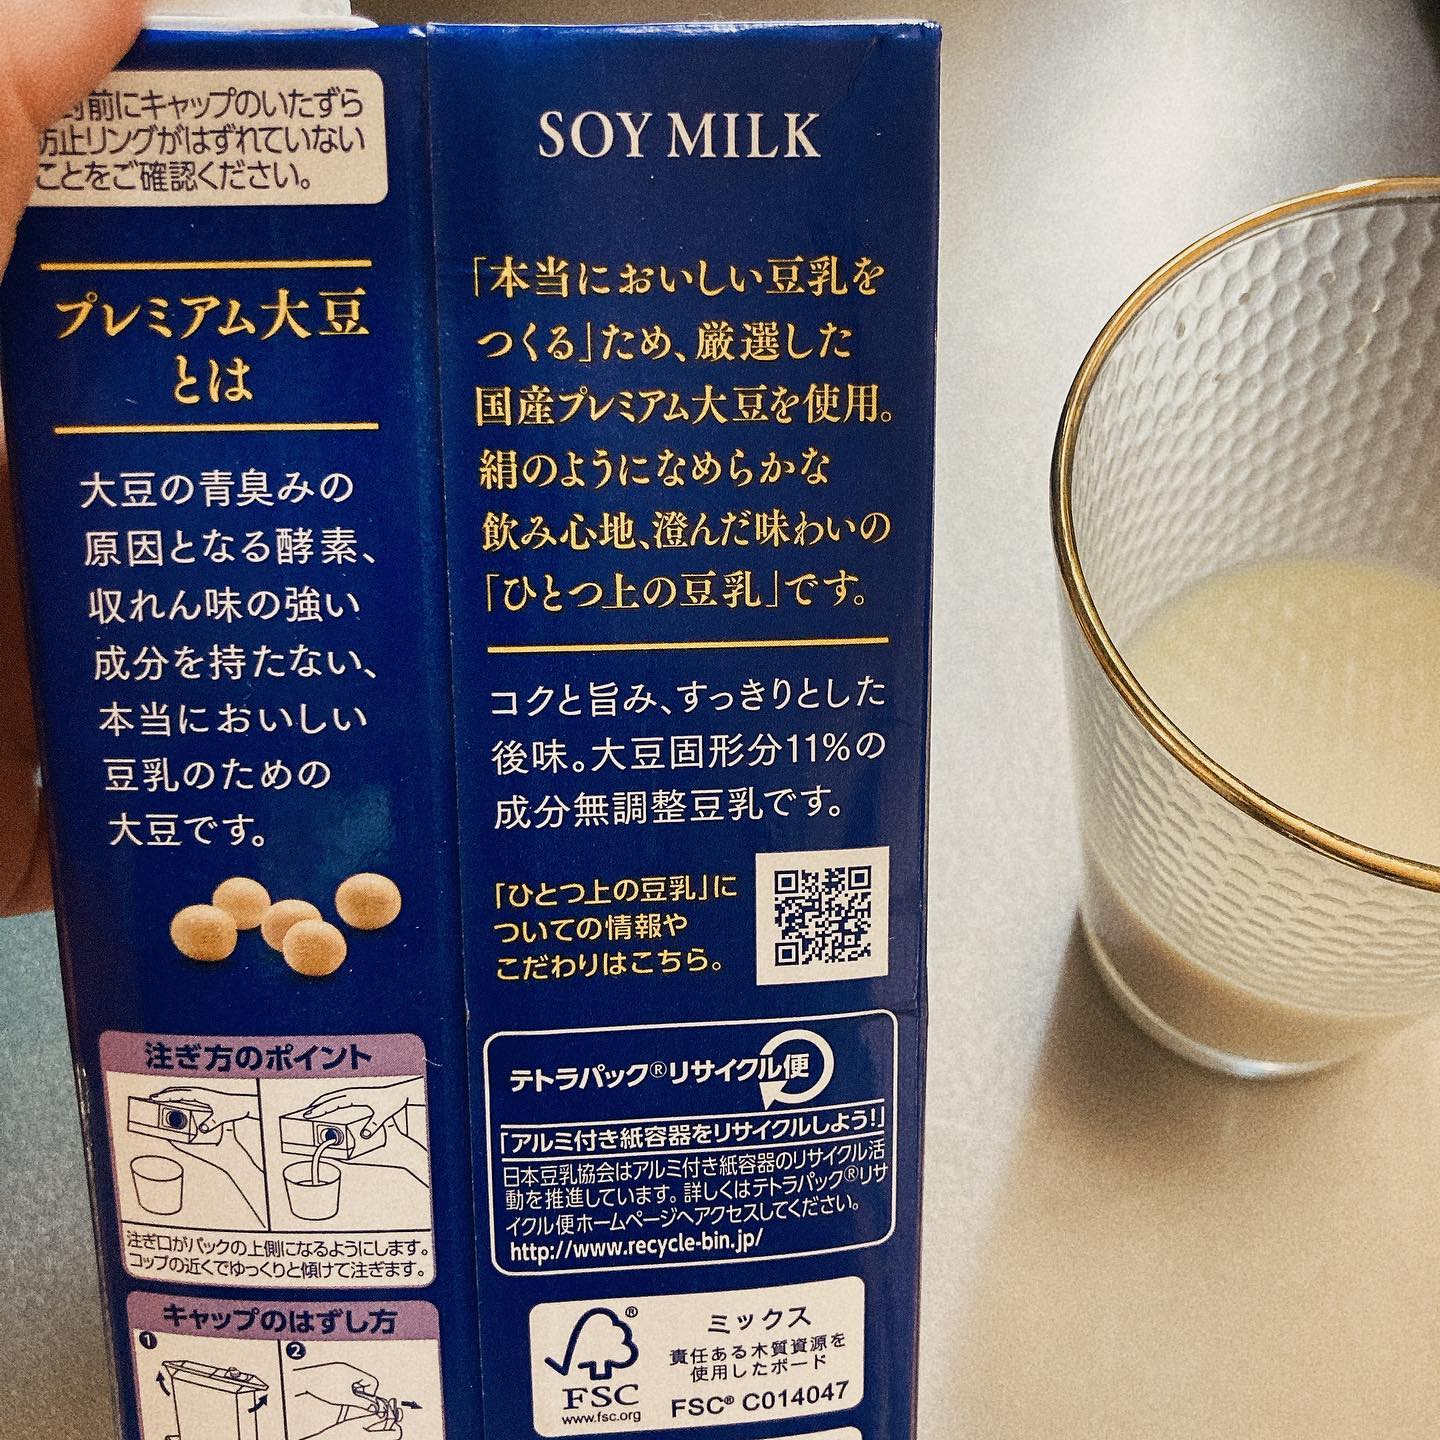 前にキャップのいたずら
防止リングがはずれていない
ことをご確認ください。
プレミアム大豆
とは
大豆の青臭みの
原因となる酵素、
収れん味の強い
成分を持たない、
本当においしい
豆乳のための
大豆です。
注ぎ方のポイント
注ぎ口がパックの上側になるようにします。
コップの近くでゆっくりと傾けて注ぎます。
キャップのはずし方
1
2
SOY MILK
「本当においしい豆乳を
つくる」ため、厳選した
国産プレミアム大豆を使用。
絹のようになめらかな
飲み心地、澄んだ味わいの
「ひとつ上の豆乳」です。
コクと旨み、すっきりとした
後味。大豆固形分11%の
成分無調整豆乳です。
「ひとつ上の豆乳」に
ついての情報や
こだわりはこちら。
テトラパック®リサイクル便
「アルミ付き紙容器をリサイクルしよう!」
日本豆乳協会はアルミ付き紙容器のリサイクル活
動を推進しています。詳しくはテトラパック®リサ
イクル便ホームページへアクセスしてください。
http://www.recycle-bin.jp/
®
FSC
www.fsc.org
ミックス
責任ある木質資源を
使用したボード
FSC® C014047